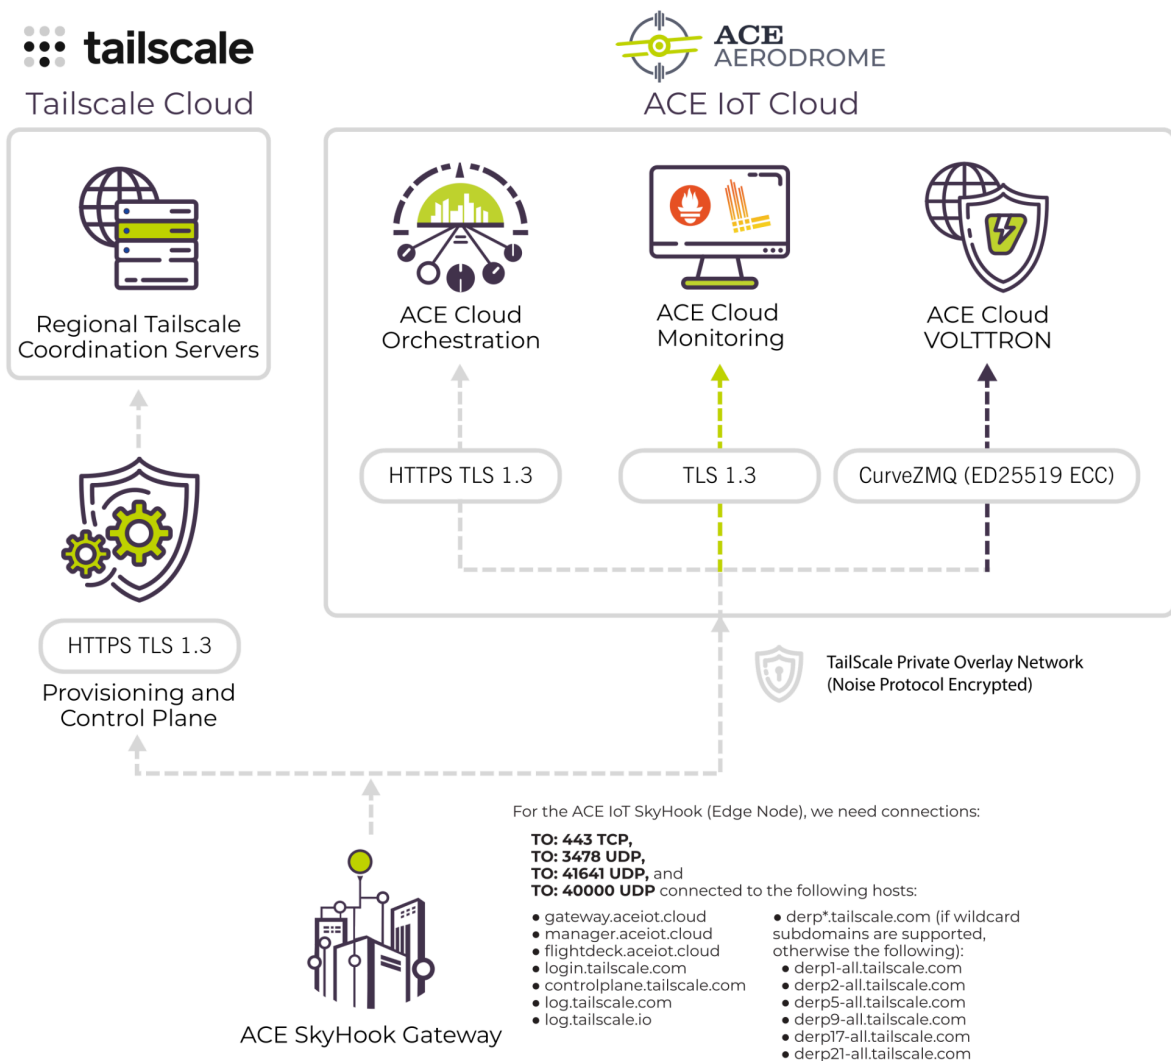 tailscale
Tailscale Cloud
ACE
AERODROME
ACE IoT Cloud
Regional Tailscale
Coordination Servers
ACE Cloud
Orchestration
ACE Cloud
Monitoring
ACE Cloud
VOLTTRON
HTTPS TLS 1.3
TLS 1.3
CurveZMQ (ED25519 ECC)
HTTPS TLS 1.3
Provisioning and
Control Plane
TailScale Private Overlay Network
(Noise Protocol Encrypted)
For the ACE IoT SkyHook (Edge Node), we need connections:
TO: 443 TCP,
TO: 3478 UDP,
TO: 41641 UDP, and
TO: 40000 UDP connected to the following hosts:
● gateway.aceiot.cloud
● manager.aceiot.cloud
● flightdeck.aceiot.cloud
● login.tailscale.com
● controlplane.tailscale.com
● log.tailscale.com
● log.tailscale.io
● derp*.tailscale.com (if wildcard
subdomains are supported,
otherwise the following):
● derp1-all.tailscale.com
● derp2-all.tailscale.com
● derp5-all.tailscale.com
● derp9-all.tailscale.com
● derp17-all.tailscale.com
● derp21-all.tailscale.com
ACE SkyHook Gateway